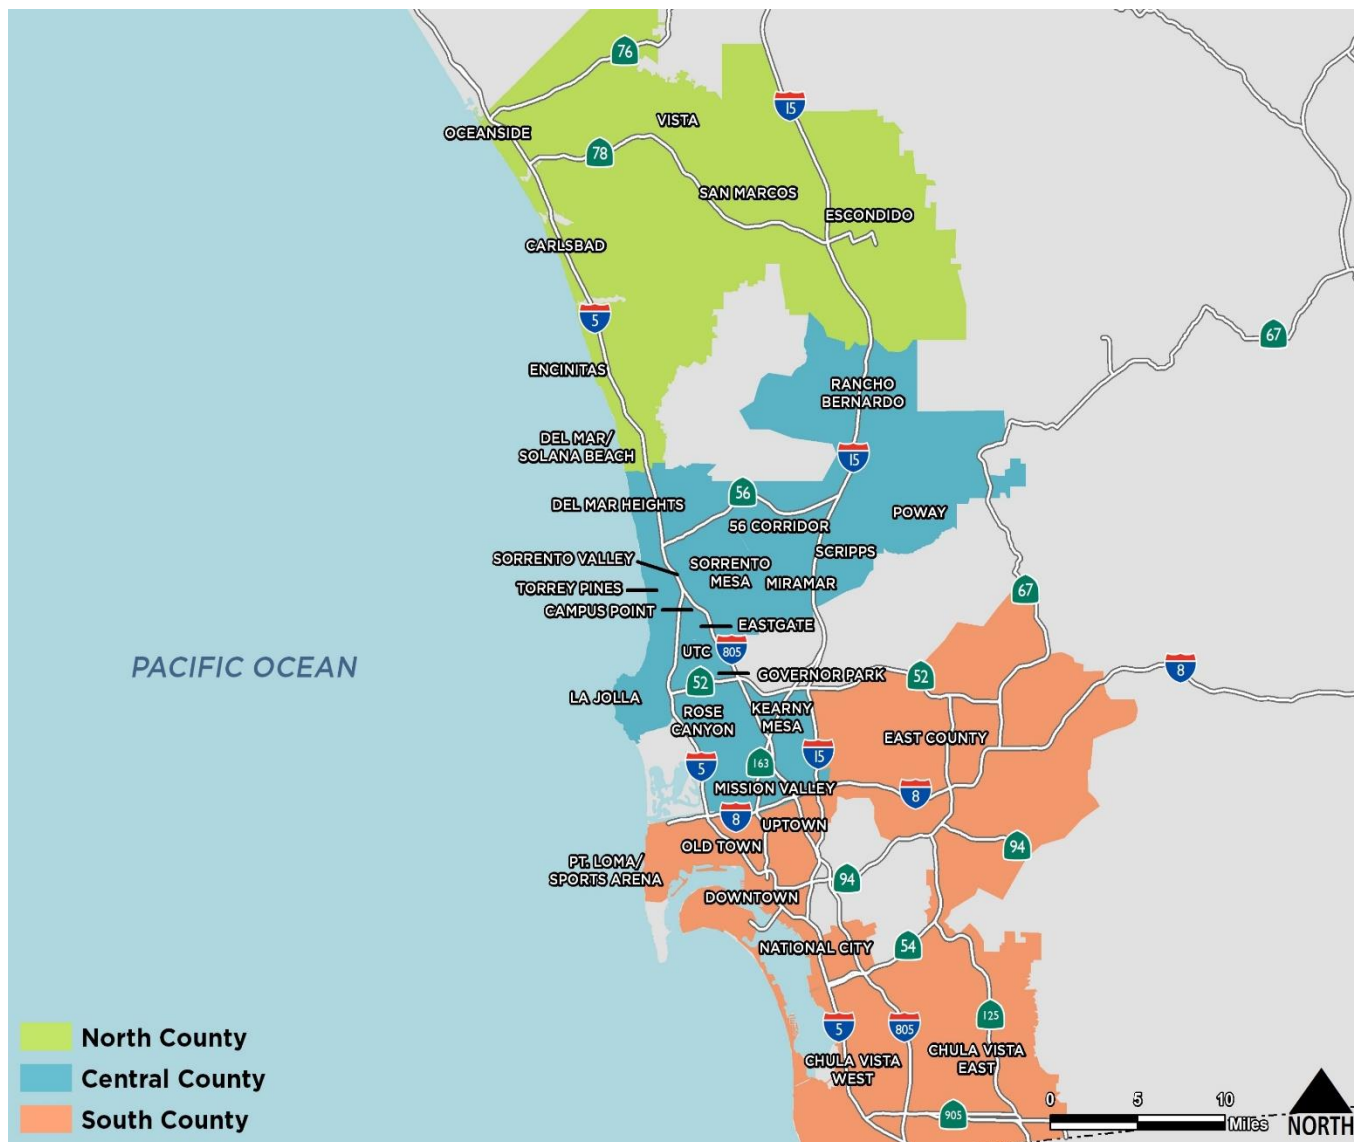 76
15
VISTA
OCEANSIDE
78
SAN MARCOS
ESCONDIDO
CARLSBAD
5
67
ENCINITAS
RANCHO
BERNARDO
DEL MAR/
SOLANA BEACH
15
56
DEL MAR HEIGHTS
POWAY
56 CORRIDOR
SCRIPPS
SORRENTO VALLEY
SORRENTO
MESA
MIRAMAR
TORREY PINES
67
CAMPUS POINT
EASTGATE
UTC
805
PACIFIC OCEAN
GOVERNOR PARK
52
8
52
LA JOLLA
ROSE
CANYON
KEARNY
MESA
EAST COUNTY
15
163
5
MISSION VALLEY
8
8
UPTOWN
OLD TOWN
94
PT. LOMA/
SPORTS ARENA
94
DOWNTOWN
NATIONAL CITY
54
125
5
805
CHULA VISTA
WEST
CHULA VISTA
EAST
905
North County
Central County
South County
0 5 10
Miles
NORTH